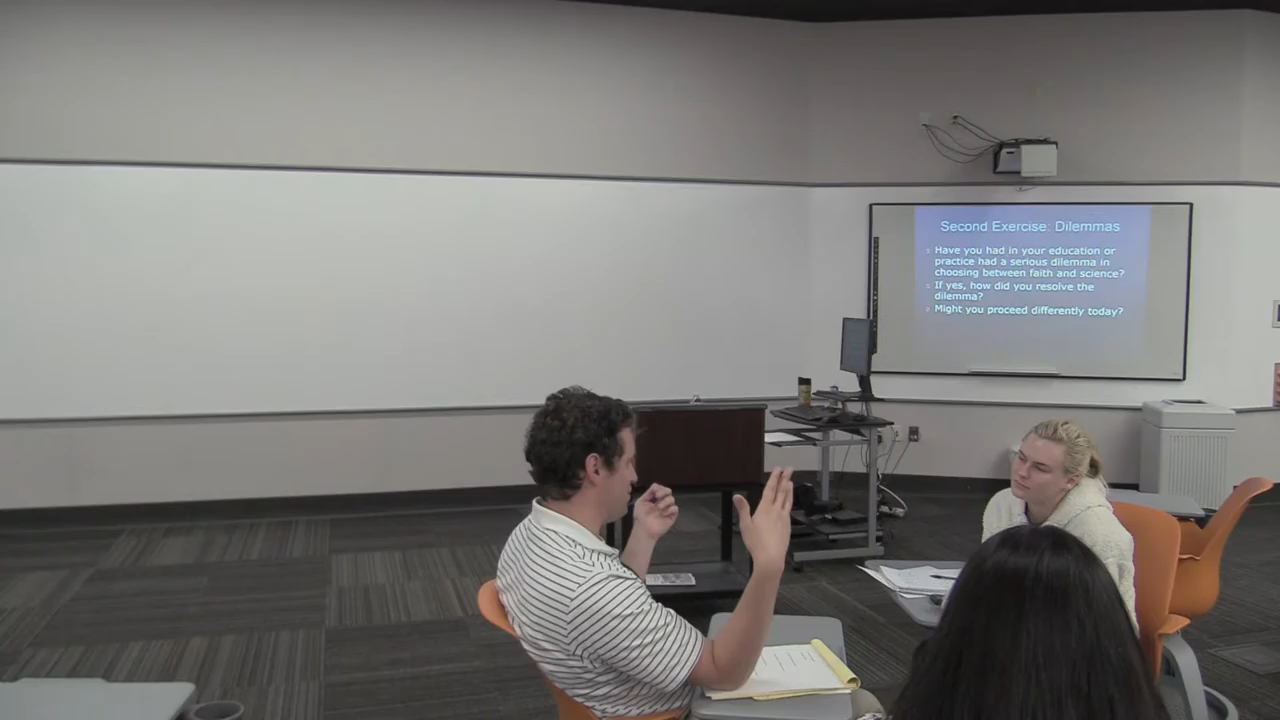 Second Exercise: Dilemmas
Have you had in your education or
practice had a serious dilemma in
choosing between faith and science?
If yes, how did you resolve the
dilemma?
Might you proceed differently today?